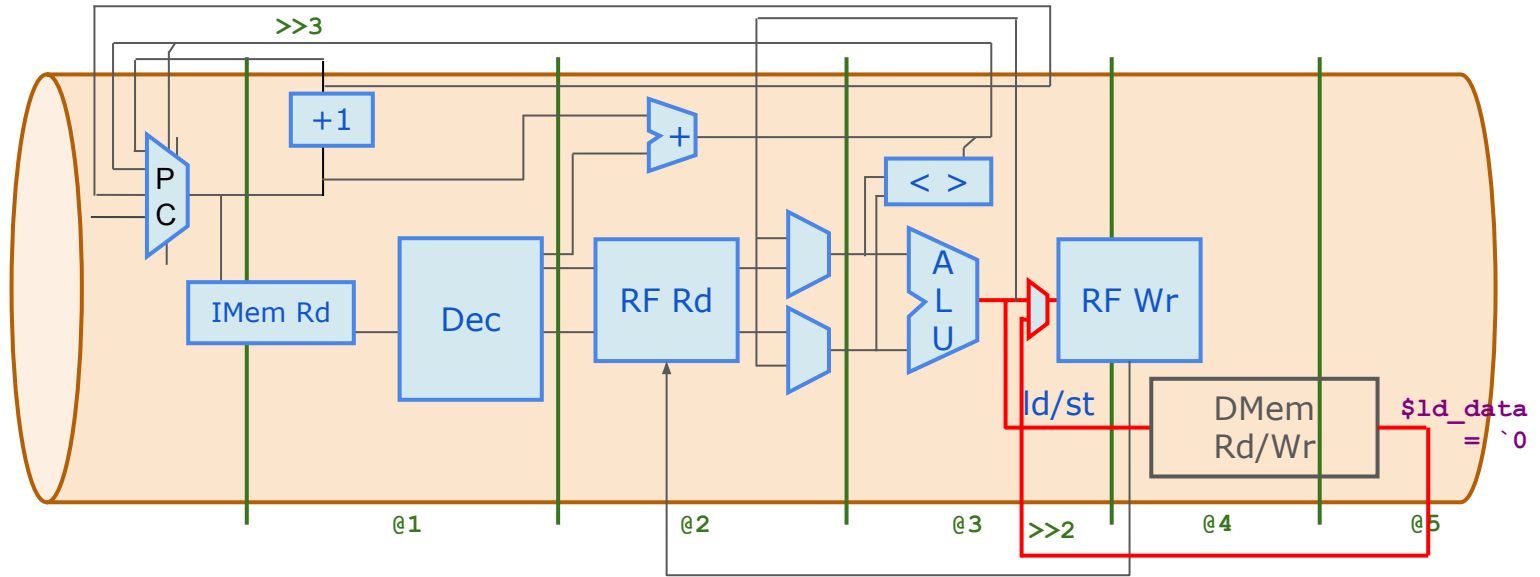 >>3
+1
+
P
C
< >
IMem Rd
Dec
RF Rd
A
L
U
RF Wr
ld/st
DMem
Rd/Wr
$ld_data
= `0
@1
@2
@3
>>2
@4
@5